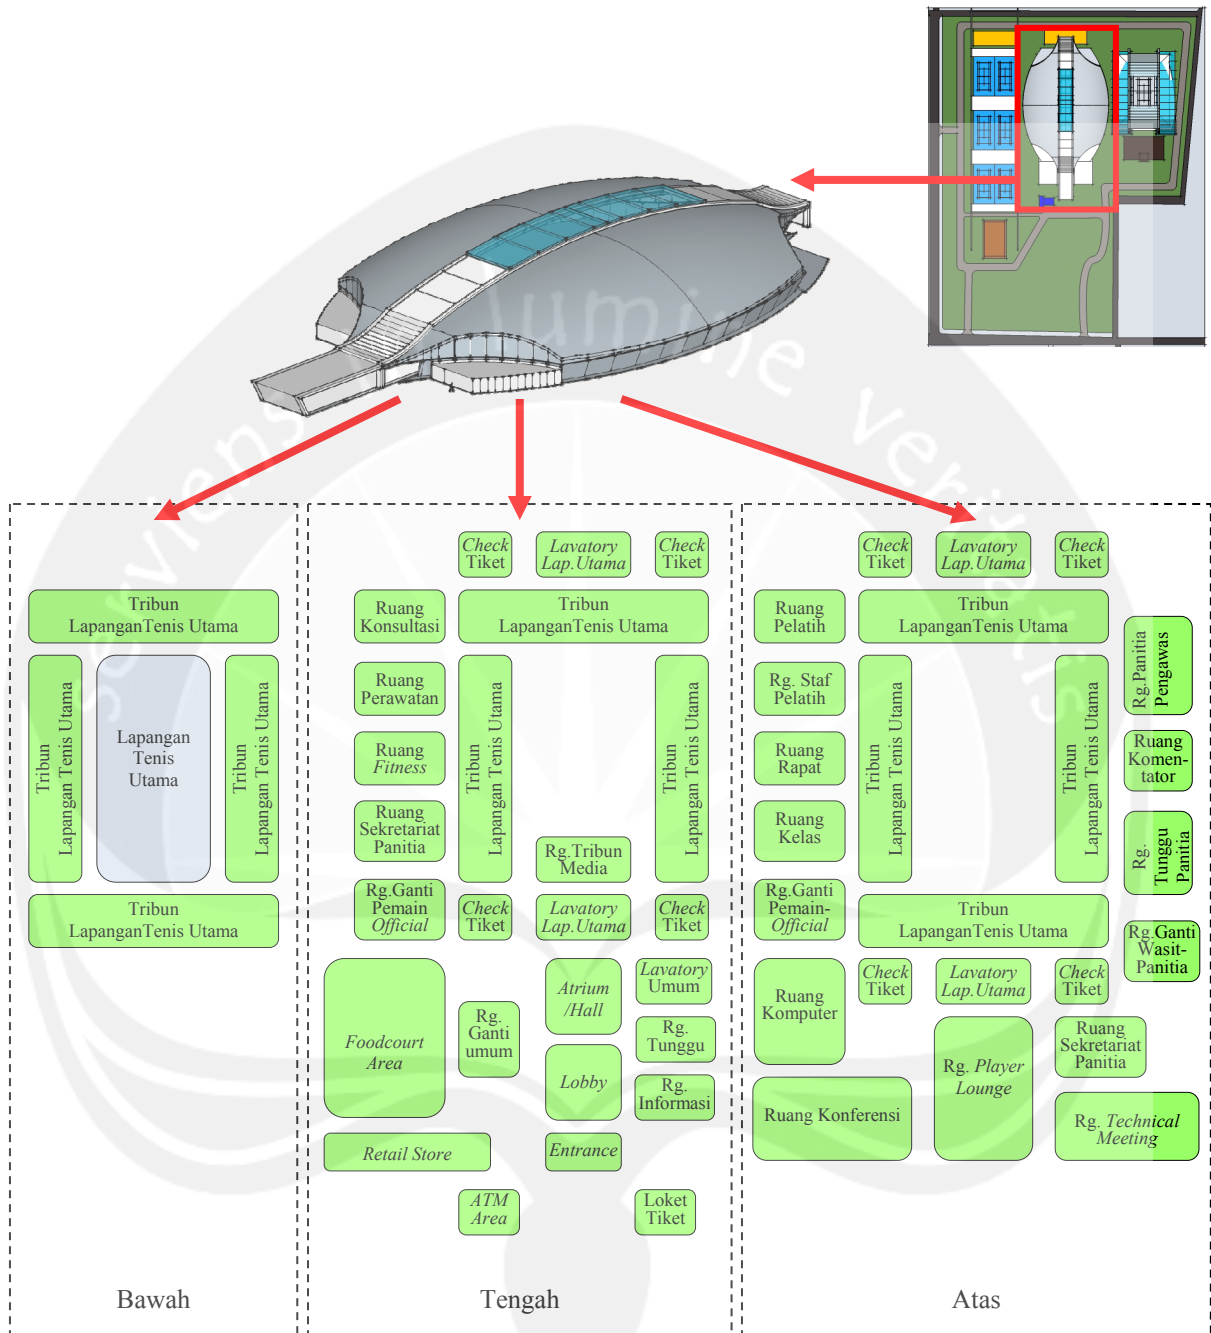 serviens in lumine veritatis
Tribun
LapanganTenis Utama
Tribun
Lapangan Tenis Utama
Lapangan
Tenis
Utama
Tribun
Lapangan Tenis Utama
Tribun
LapanganTenis Utama
Bawah
Check
Tiket
Lavatory
Lap.Utama
Check
Tiket
Ruang
Konsultasi
Tribun
LapanganTenis Utama
Ruang
Perawatan
Ruang
Fitness
Ruang
Sekretariat
Panitia
Tribun
Lapangan Tenis Utama
Tribun
Lapangan Tenis Utama
Rg.Tribun
Media
Rg.Ganti
Pemain
Official
Check
Tiket
Lavatory
Lap.Utama
Check
Tiket
Foodcourt
Area
Rg.
Ganti
umum
Atrium
/Hall
Lavatory
Umum
Rg.
Tunggu
Lobby
Rg.
Informasi
Retail Store
Entrance
ATM
Area
Loket
Tiket
Tengah
Check
Tiket
Lavatory
Lap.Utama
Check
Tiket
Ruang
Pelatih
Tribun
LapanganTenis Utama
Rg.Panitia
Pengawas
Rg. Staf
Pelatih
Ruang
Rapat
Ruang
Kelas
Tribun
Lapangan Tenis Utama
Tribun
Lapangan Tenis Utama
Ruang
Komen-
tator
Rg.
Tunggu
Panitia
Rg.Ganti
Pemain-
Official
Tribun
LapanganTenis Utama
Rg.Ganti
Wasit-
Panitia
Ruang
Komputer
Check
Tiket
Lavatory
Lap.Utama
Check
Tiket
Rg. Player
Lounge
Ruang
Sekretariat
Panitia
Ruang Konferensi
Rg. Technical
Meeting
Atas